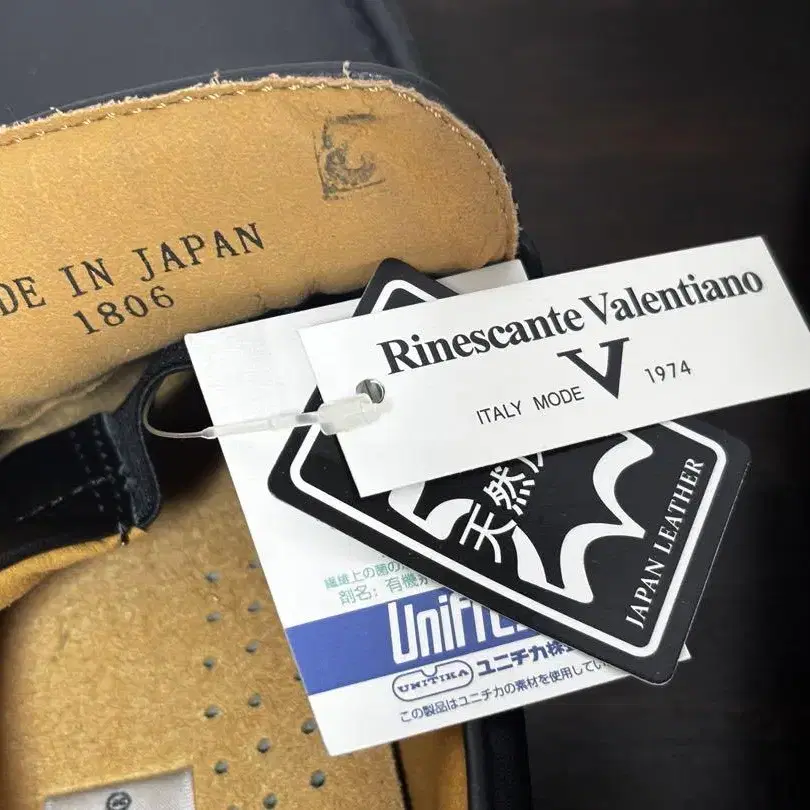 DE IN JAPAN
1806
Rinescante Valentiano
ITALY MODE V 1974
天然
JAPAN LEATHER
剤名:有機
UNITIKA ユニチカ株式
この製品はユニチカの素材を使用してい